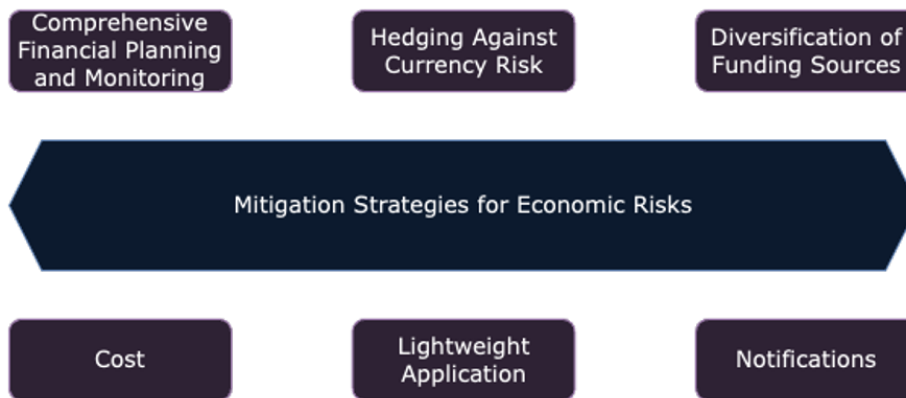 Comprehensive
Financial Planning
and Monitoring
Hedging Against
Currency Risk
Diversification of
Funding Sources
Mitigation Strategies for Economic Risks
Cost
Lightweight
Application
Notifications